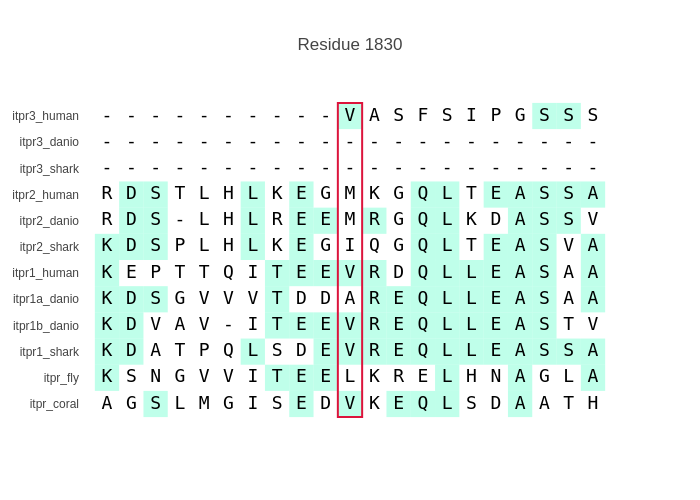 Residue 1830
itpr3_human - - - - - - - - - - V A S F S I P G S S S
itpr3_danio - - - - - - - - - - - - - - - - - - - - -
itpr3_shark - - - - - - - - - - - - - - - - - - - - -
itpr2_human R D S T L H L K E G M K G Q L T E A S S A
itpr2_danio R D S - L H L R E E M R G Q L K D A S S V
itpr2_shark K D S P L H L K E G I Q G Q L T E A S V A
itpr1_human K E P T T Q I T E E V R D Q L L E A S A A
itpr1a_danio K D S G V V V T D D A R E Q L L E A S A A
itpr1b_danio K D V A V - I T E E V R E Q L L E A S T V
itpr1_shark K D A T P Q L S D E V R E Q L L E A S S A
itpr_fly K S N G V V I T E E L K R E L H N A G L A
itpr_coral A G S L M G I S E D V K E Q L S D A A T H